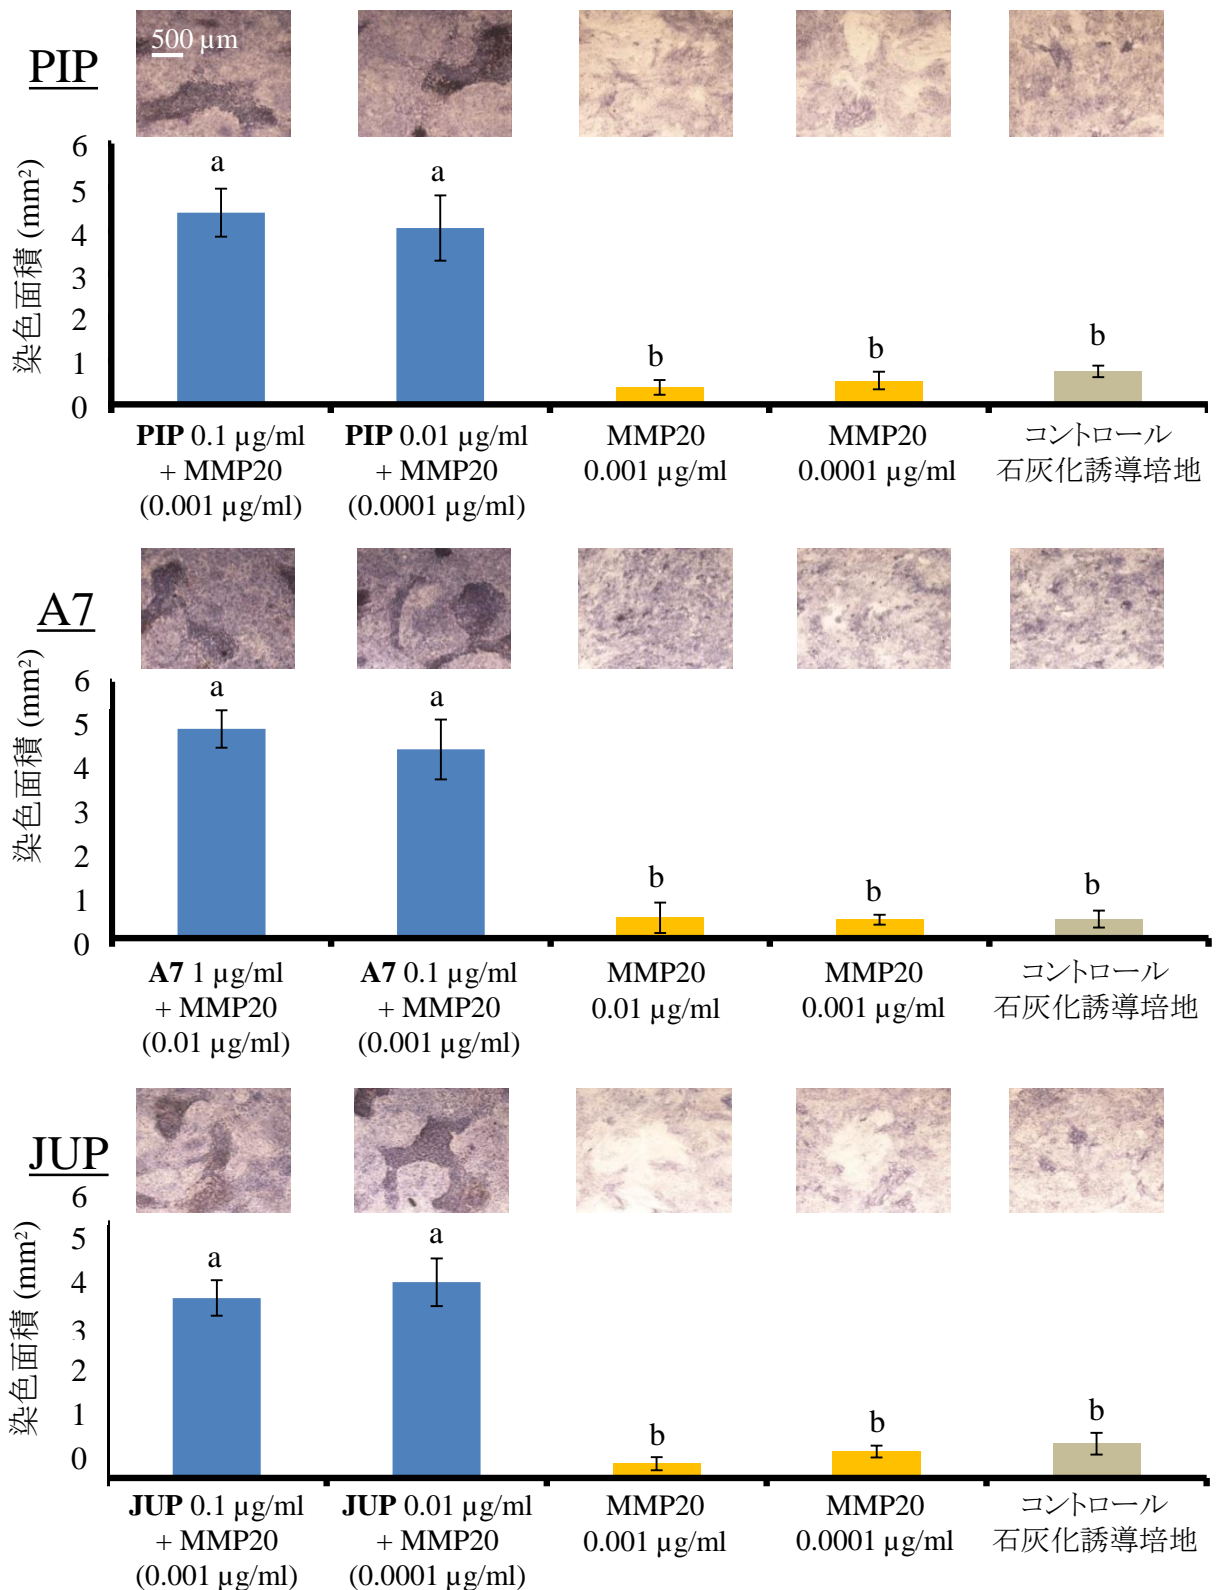 500 µm
PIP
染色面積 (mm²)
6
5
4
3
2
1
0
a
a
b
b
b
PIP 0.1 µg/ml
+ MMP20
(0.001 µg/ml)
PIP 0.01 µg/ml
+ MMP20
(0.0001 µg/ml)
MMP20
0.001 µg/ml
MMP20
0.0001 µg/ml
コントロール
石灰化誘導培地
A7
染色面積 (mm²)
6
5
4
3
2
1
0
a
a
b
b
b
A7 1 µg/ml
+ MMP20
(0.01 µg/ml)
A7 0.1 µg/ml
+ MMP20
(0.001 µg/ml)
MMP20
0.01 µg/ml
MMP20
0.001 µg/ml
コントロール
石灰化誘導培地
JUP
染色面積 (mm²)
6
5
4
3
2
1
0
a
a
b
b
b
JUP 0.1 µg/ml
+ MMP20
(0.001 µg/ml)
JUP 0.01 µg/ml
+ MMP20
(0.0001 µg/ml)
MMP20
0.001 µg/ml
MMP20
0.0001 µg/ml
コントロール
石灰化誘導培地